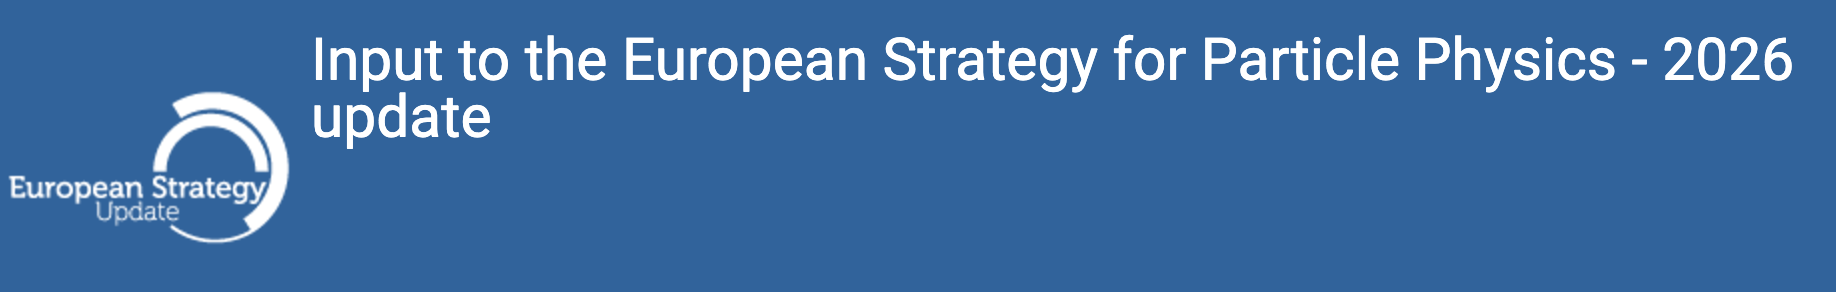 Input to the European Strategy for Particle Physics - 2026
update
European Strategy
Update